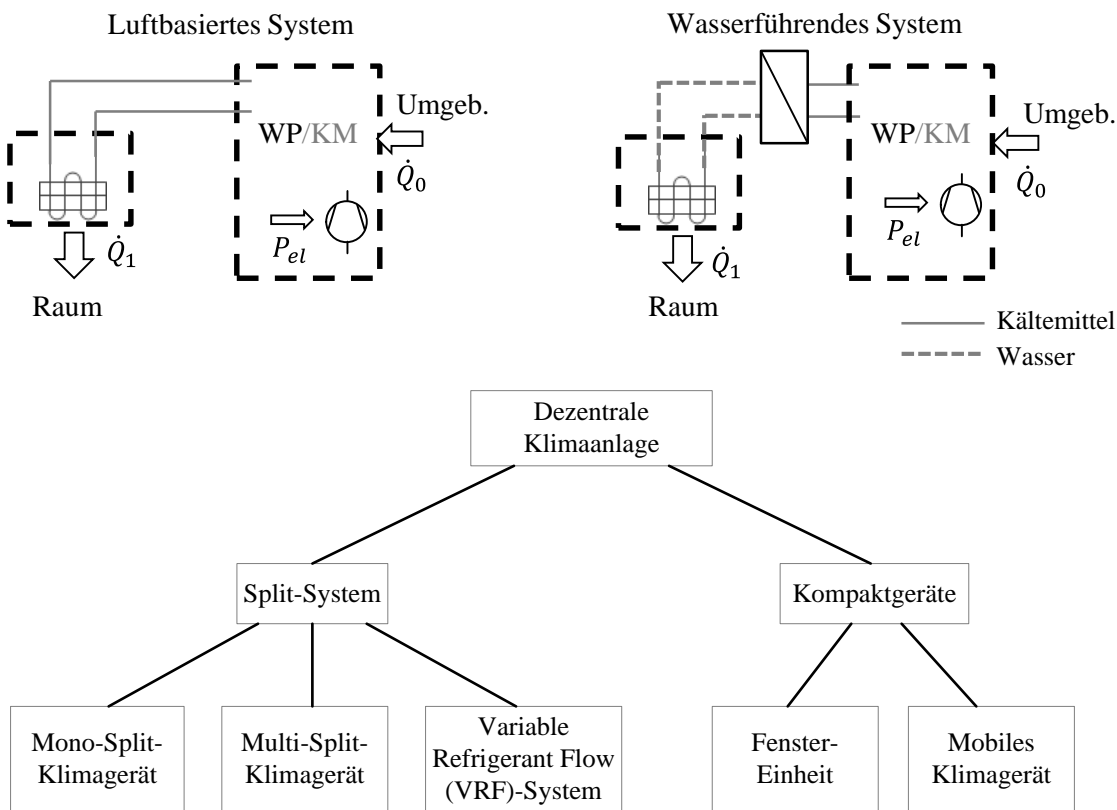 Luftbasiertes System
Umgeb.
WP/KM
Q̇₀
P_el
Q̇₁
Raum
Wasserführendes System
Umgeb.
WP/KM
Q̇₀
P_el
Q̇₁
Raum
Kältemittel
Wasser
Dezentrale
Klimaanlage
Split-System
Kompaktgeräte
Mono-Split-
Klimagerät
Multi-Split-
Klimagerät
Variable
Refrigerant Flow
(VRF)-System
Fenster-
Einheit
Mobiles
Klimagerät